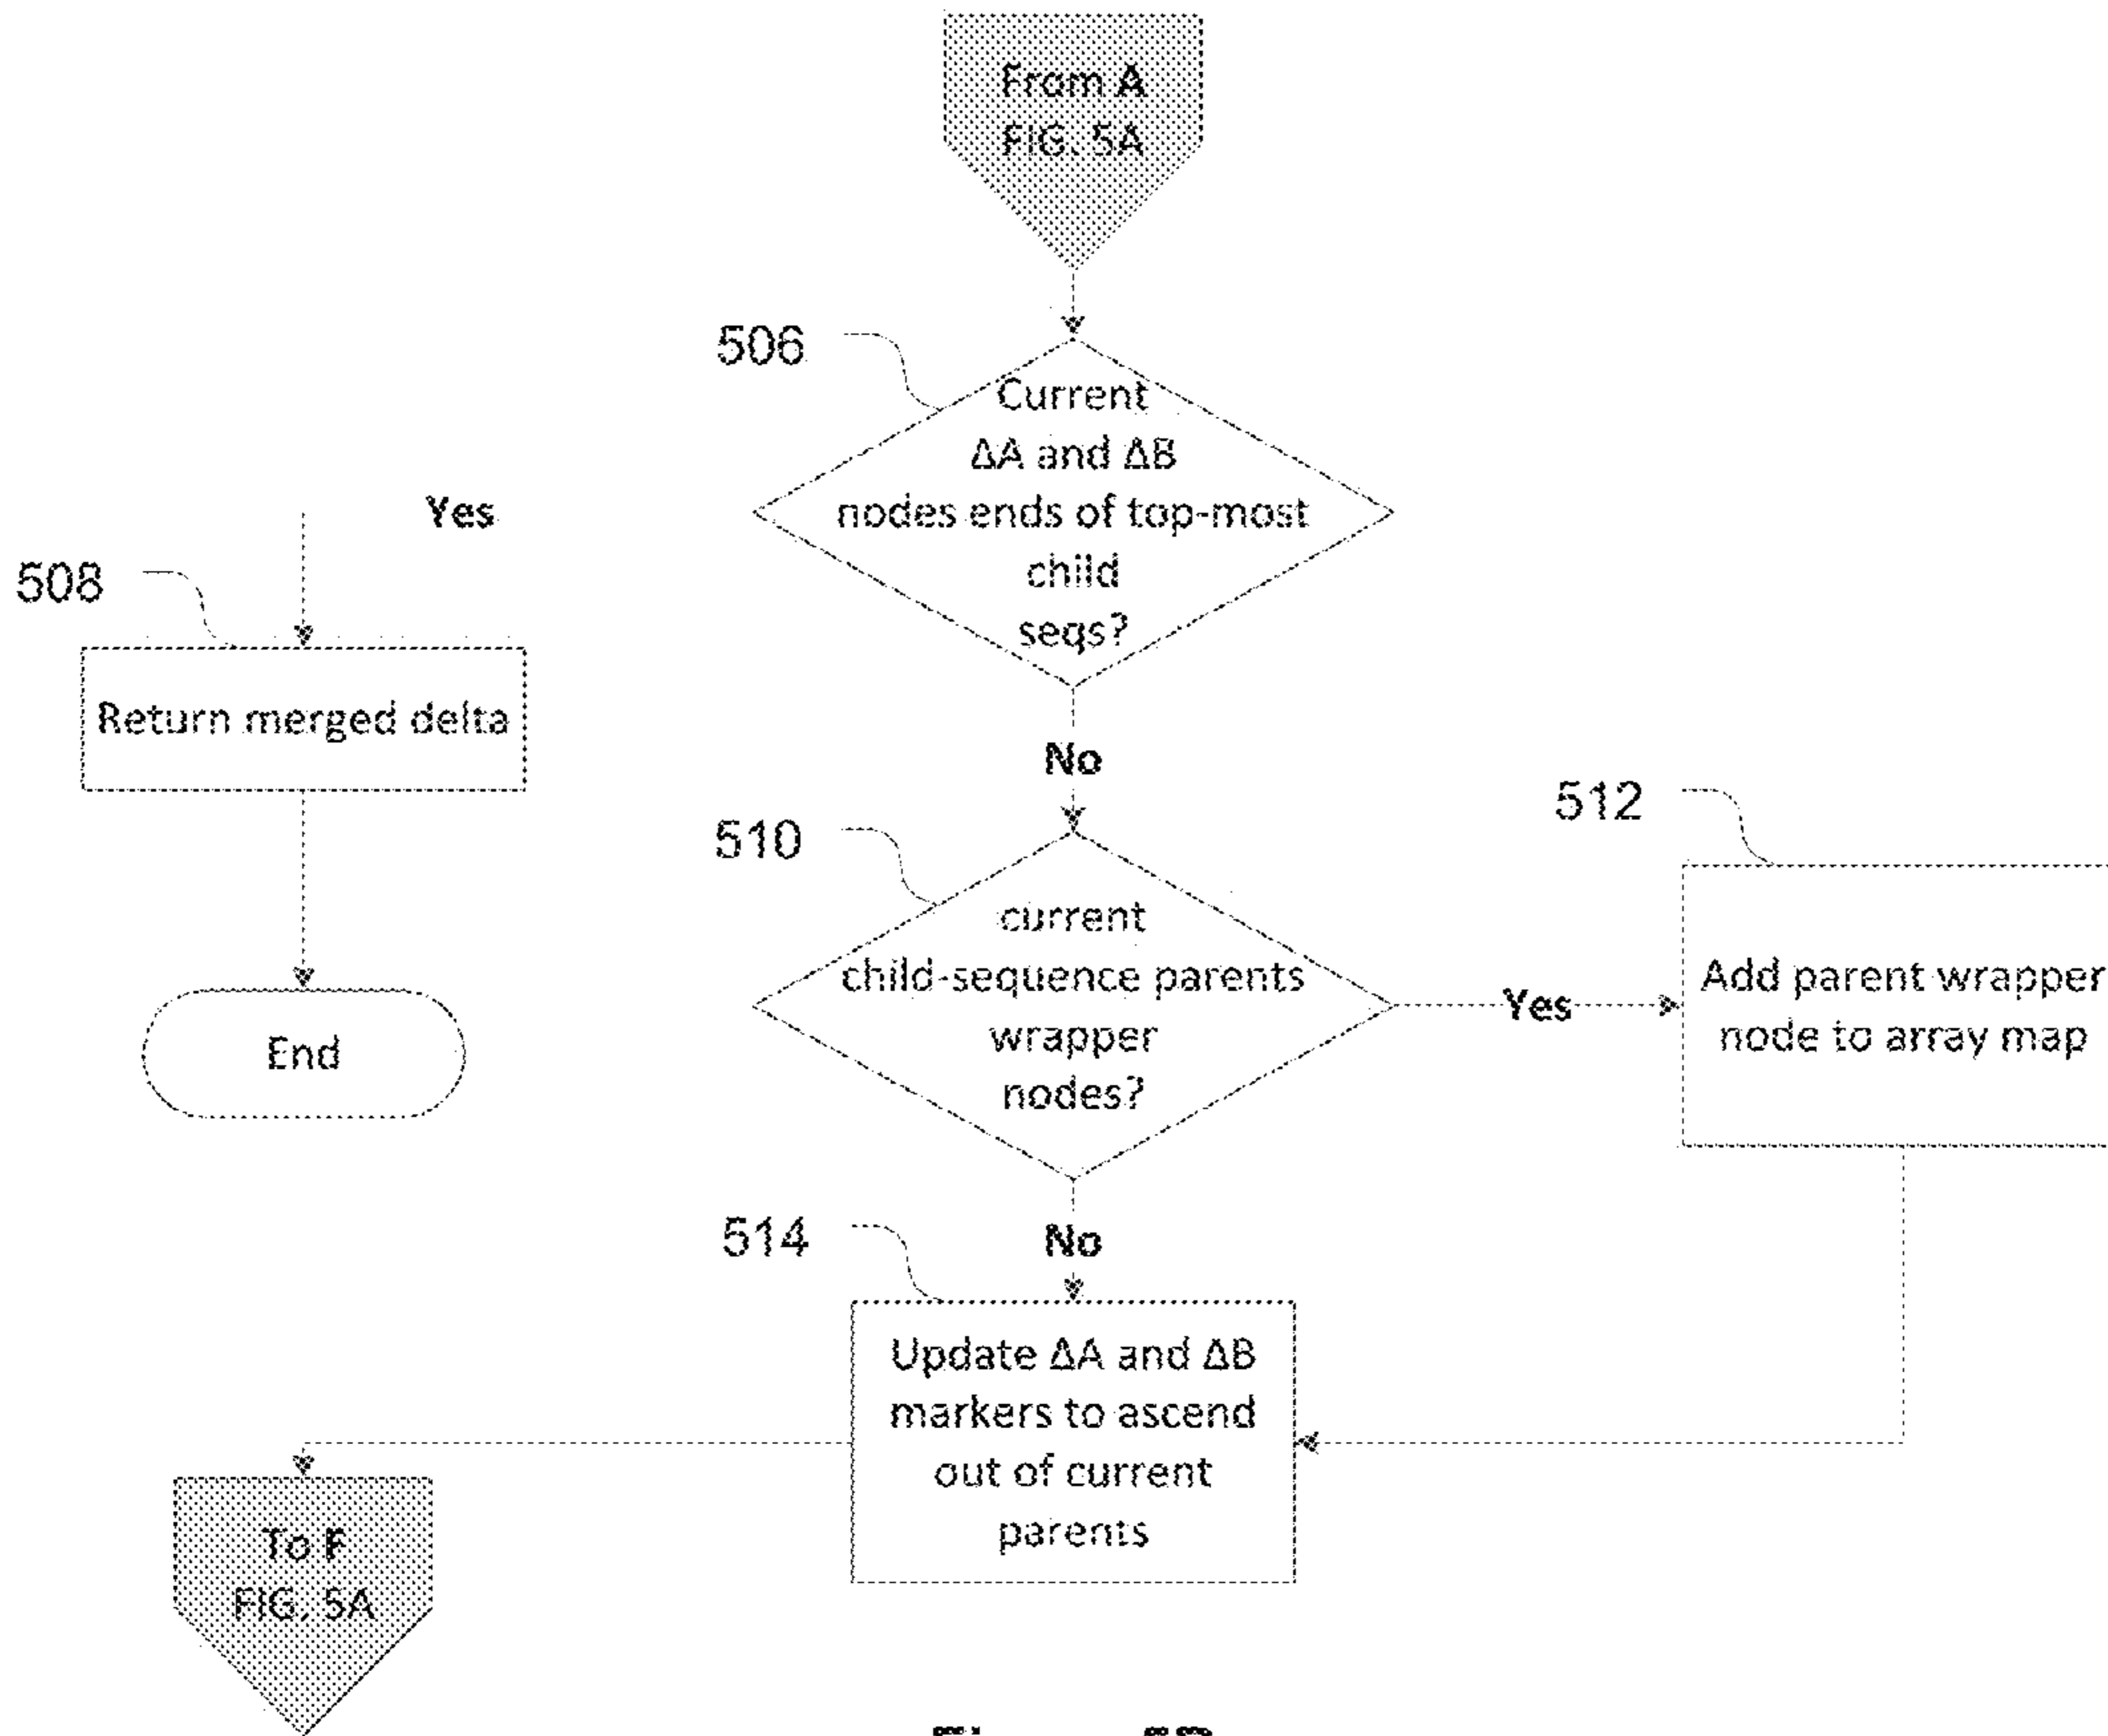 From A
FIG. 5A
506
Current
ΔA and ΔB
nodes ends of top-most
child
seqs?
Yes
508
Return merged delta
End
No
510
current
child-sequence parents
wrapper
nodes?
Yes
512
Add parent wrapper
node to array map
No
514
Update ΔA and ΔB
markers to ascend
out of current
parents
To F
FIG. 5A